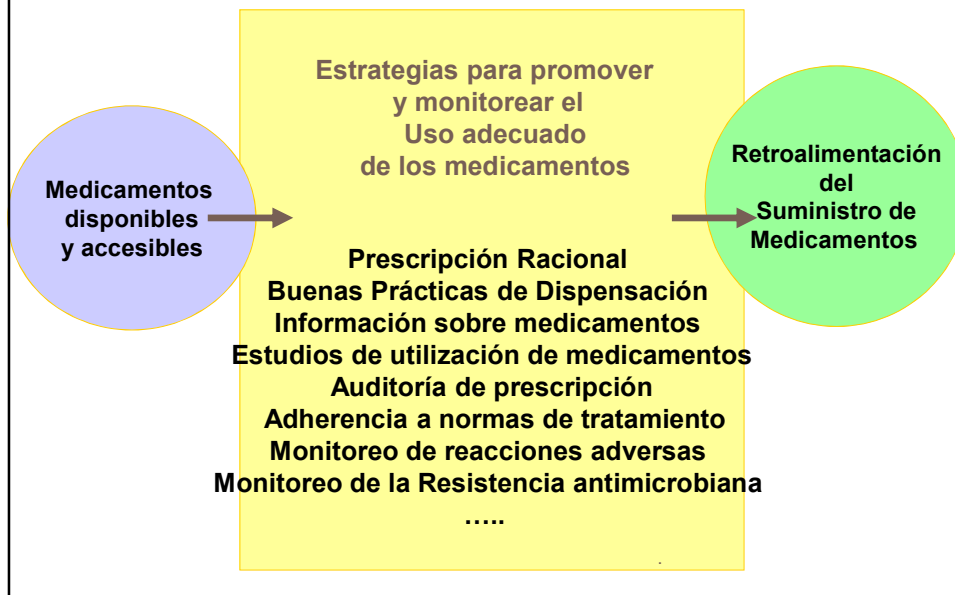 Medicamentos
disponibles
y accesibles
Estrategias para promover
y monitorear el
Uso adecuado
de los medicamentos
Prescripción Racional
Buenas Prácticas de Dispensación
Información sobre medicamentos
Estudios de utilización de medicamentos
Auditoría de prescripción
Adherencia a normas de tratamiento
Monitoreo de reacciones adversas
Monitoreo de la Resistencia antimicrobiana
…..
.
Retroalimentación
del
Suministro de
Medicamentos